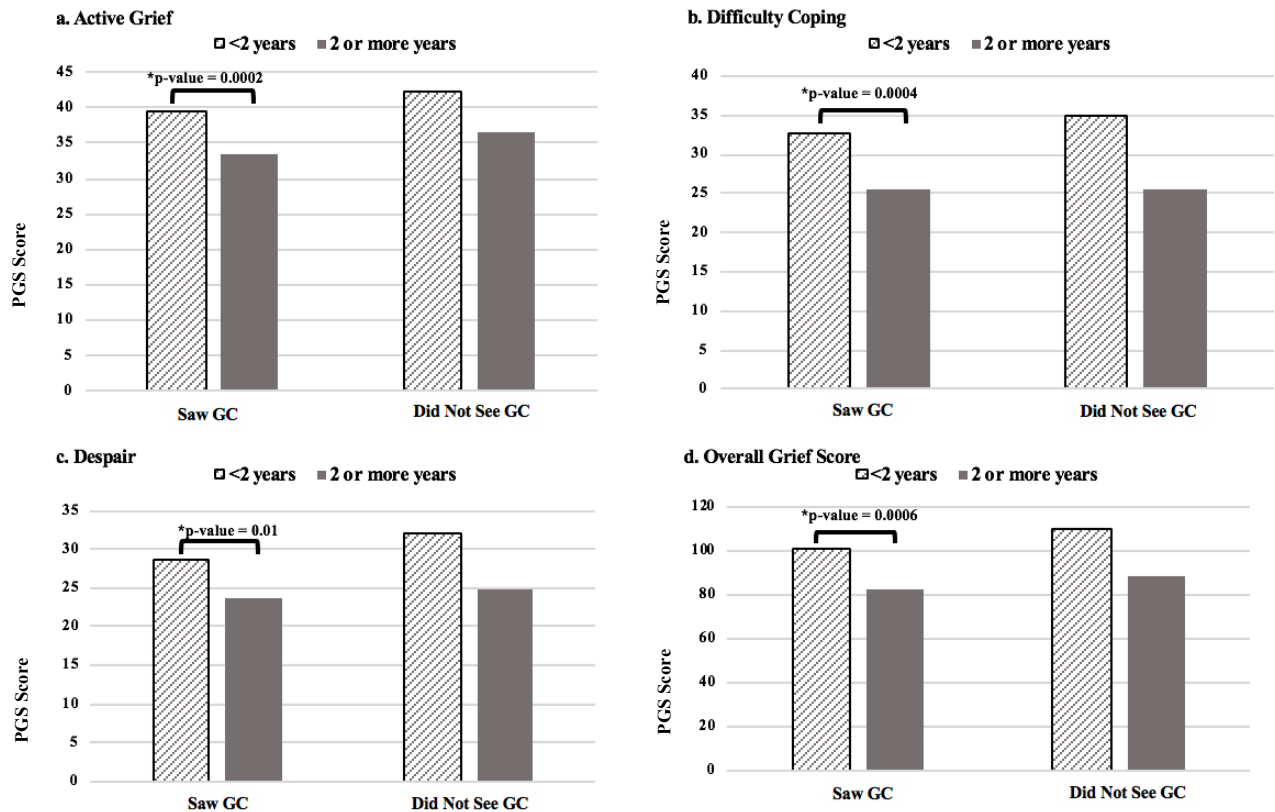 a. Active Grief
<2 years 2 or more years
*p-value = 0.0002
45
40
35
30
25
20
15
10
5
0
PGS Score
Saw GC Did Not See GC
b. Difficulty Coping
<2 years 2 or more years
*p-value = 0.0004
40
35
30
25
20
15
10
5
0
PGS Score
Saw GC Did Not See GC
c. Despair
<2 years 2 or more years
*p-value = 0.01
35
30
25
20
15
10
5
0
PGS Score
Saw GC Did Not See GC
d. Overall Grief Score
<2 years 2 or more years
*p-value = 0.0006
120
100
80
60
40
20
0
PGS Score
Saw GC Did Not See GC